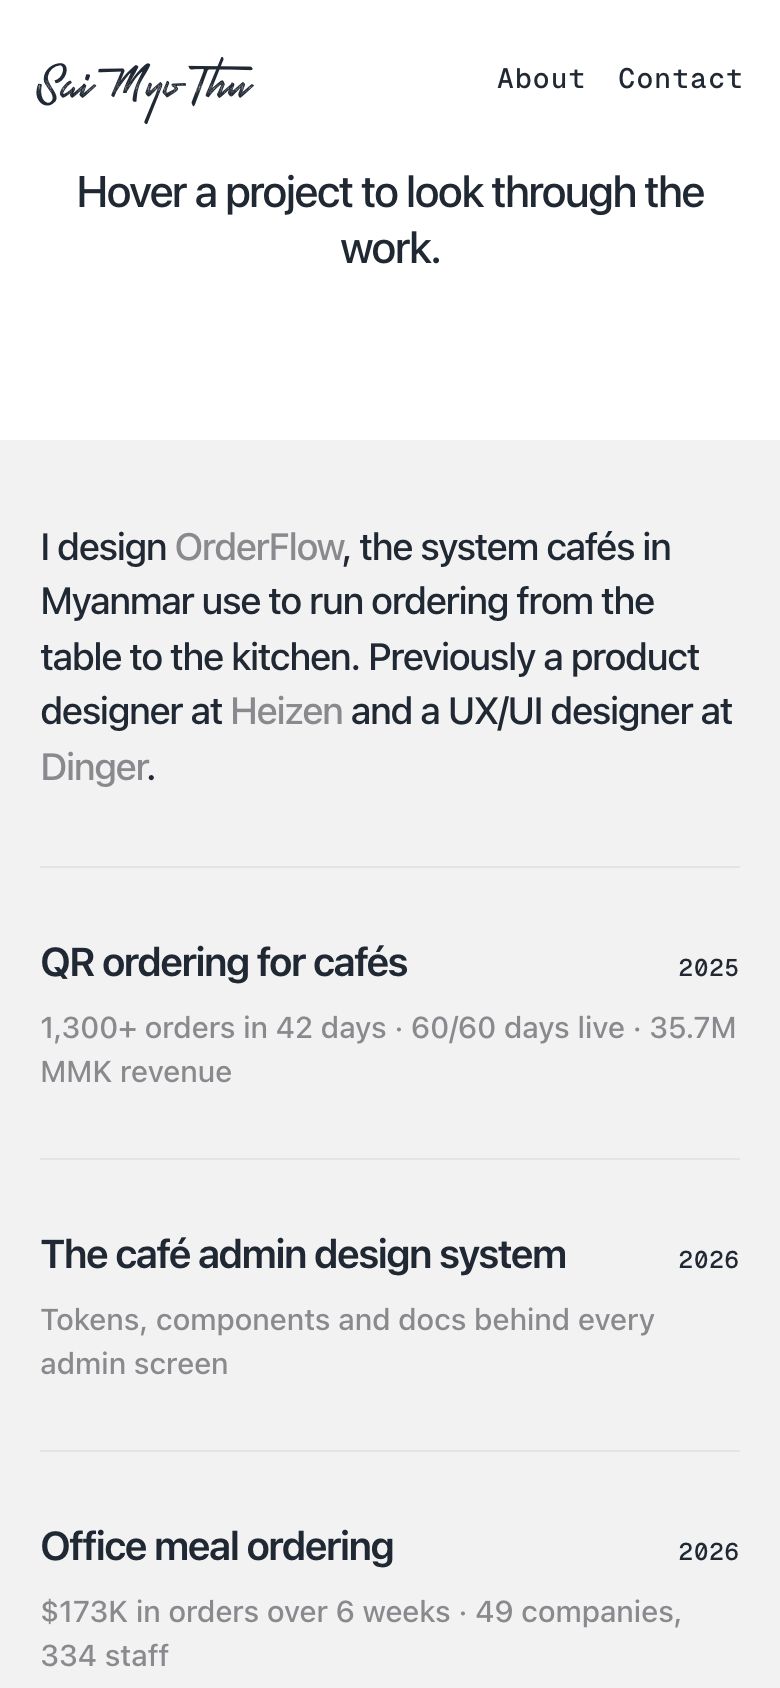 Sai Myo Thu
About Contact
Hover a project to look through the
work.
I design OrderFlow, the system cafés in
Myanmar use to run ordering from the
table to the kitchen. Previously a product
designer at Heizen and a UX/UI designer at
Dinger.
QR ordering for cafés 2025
1,300+ orders in 42 days · 60/60 days live · 35.7M
MMK revenue
The café admin design system 2026
Tokens, components and docs behind every
admin screen
Office meal ordering 2026
$173K in orders over 6 weeks · 49 companies,
334 staff